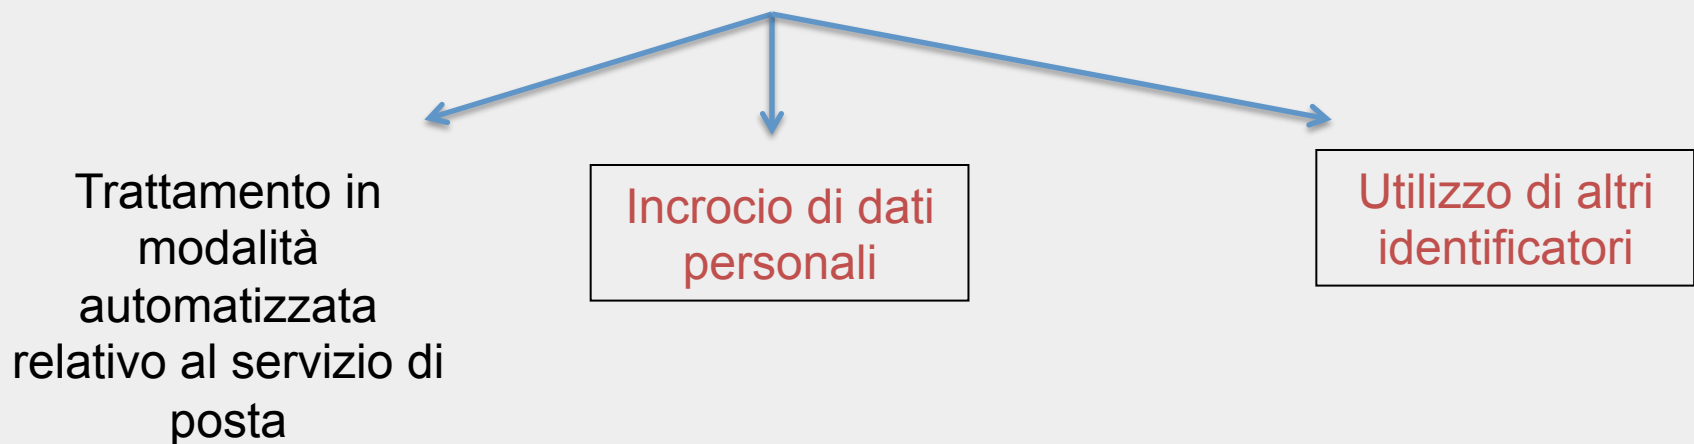 Trattamento in
modalità
automatizzata
relativo al servizio di
posta
Incrocio di dati
personali
Utilizzo di altri
identificatori